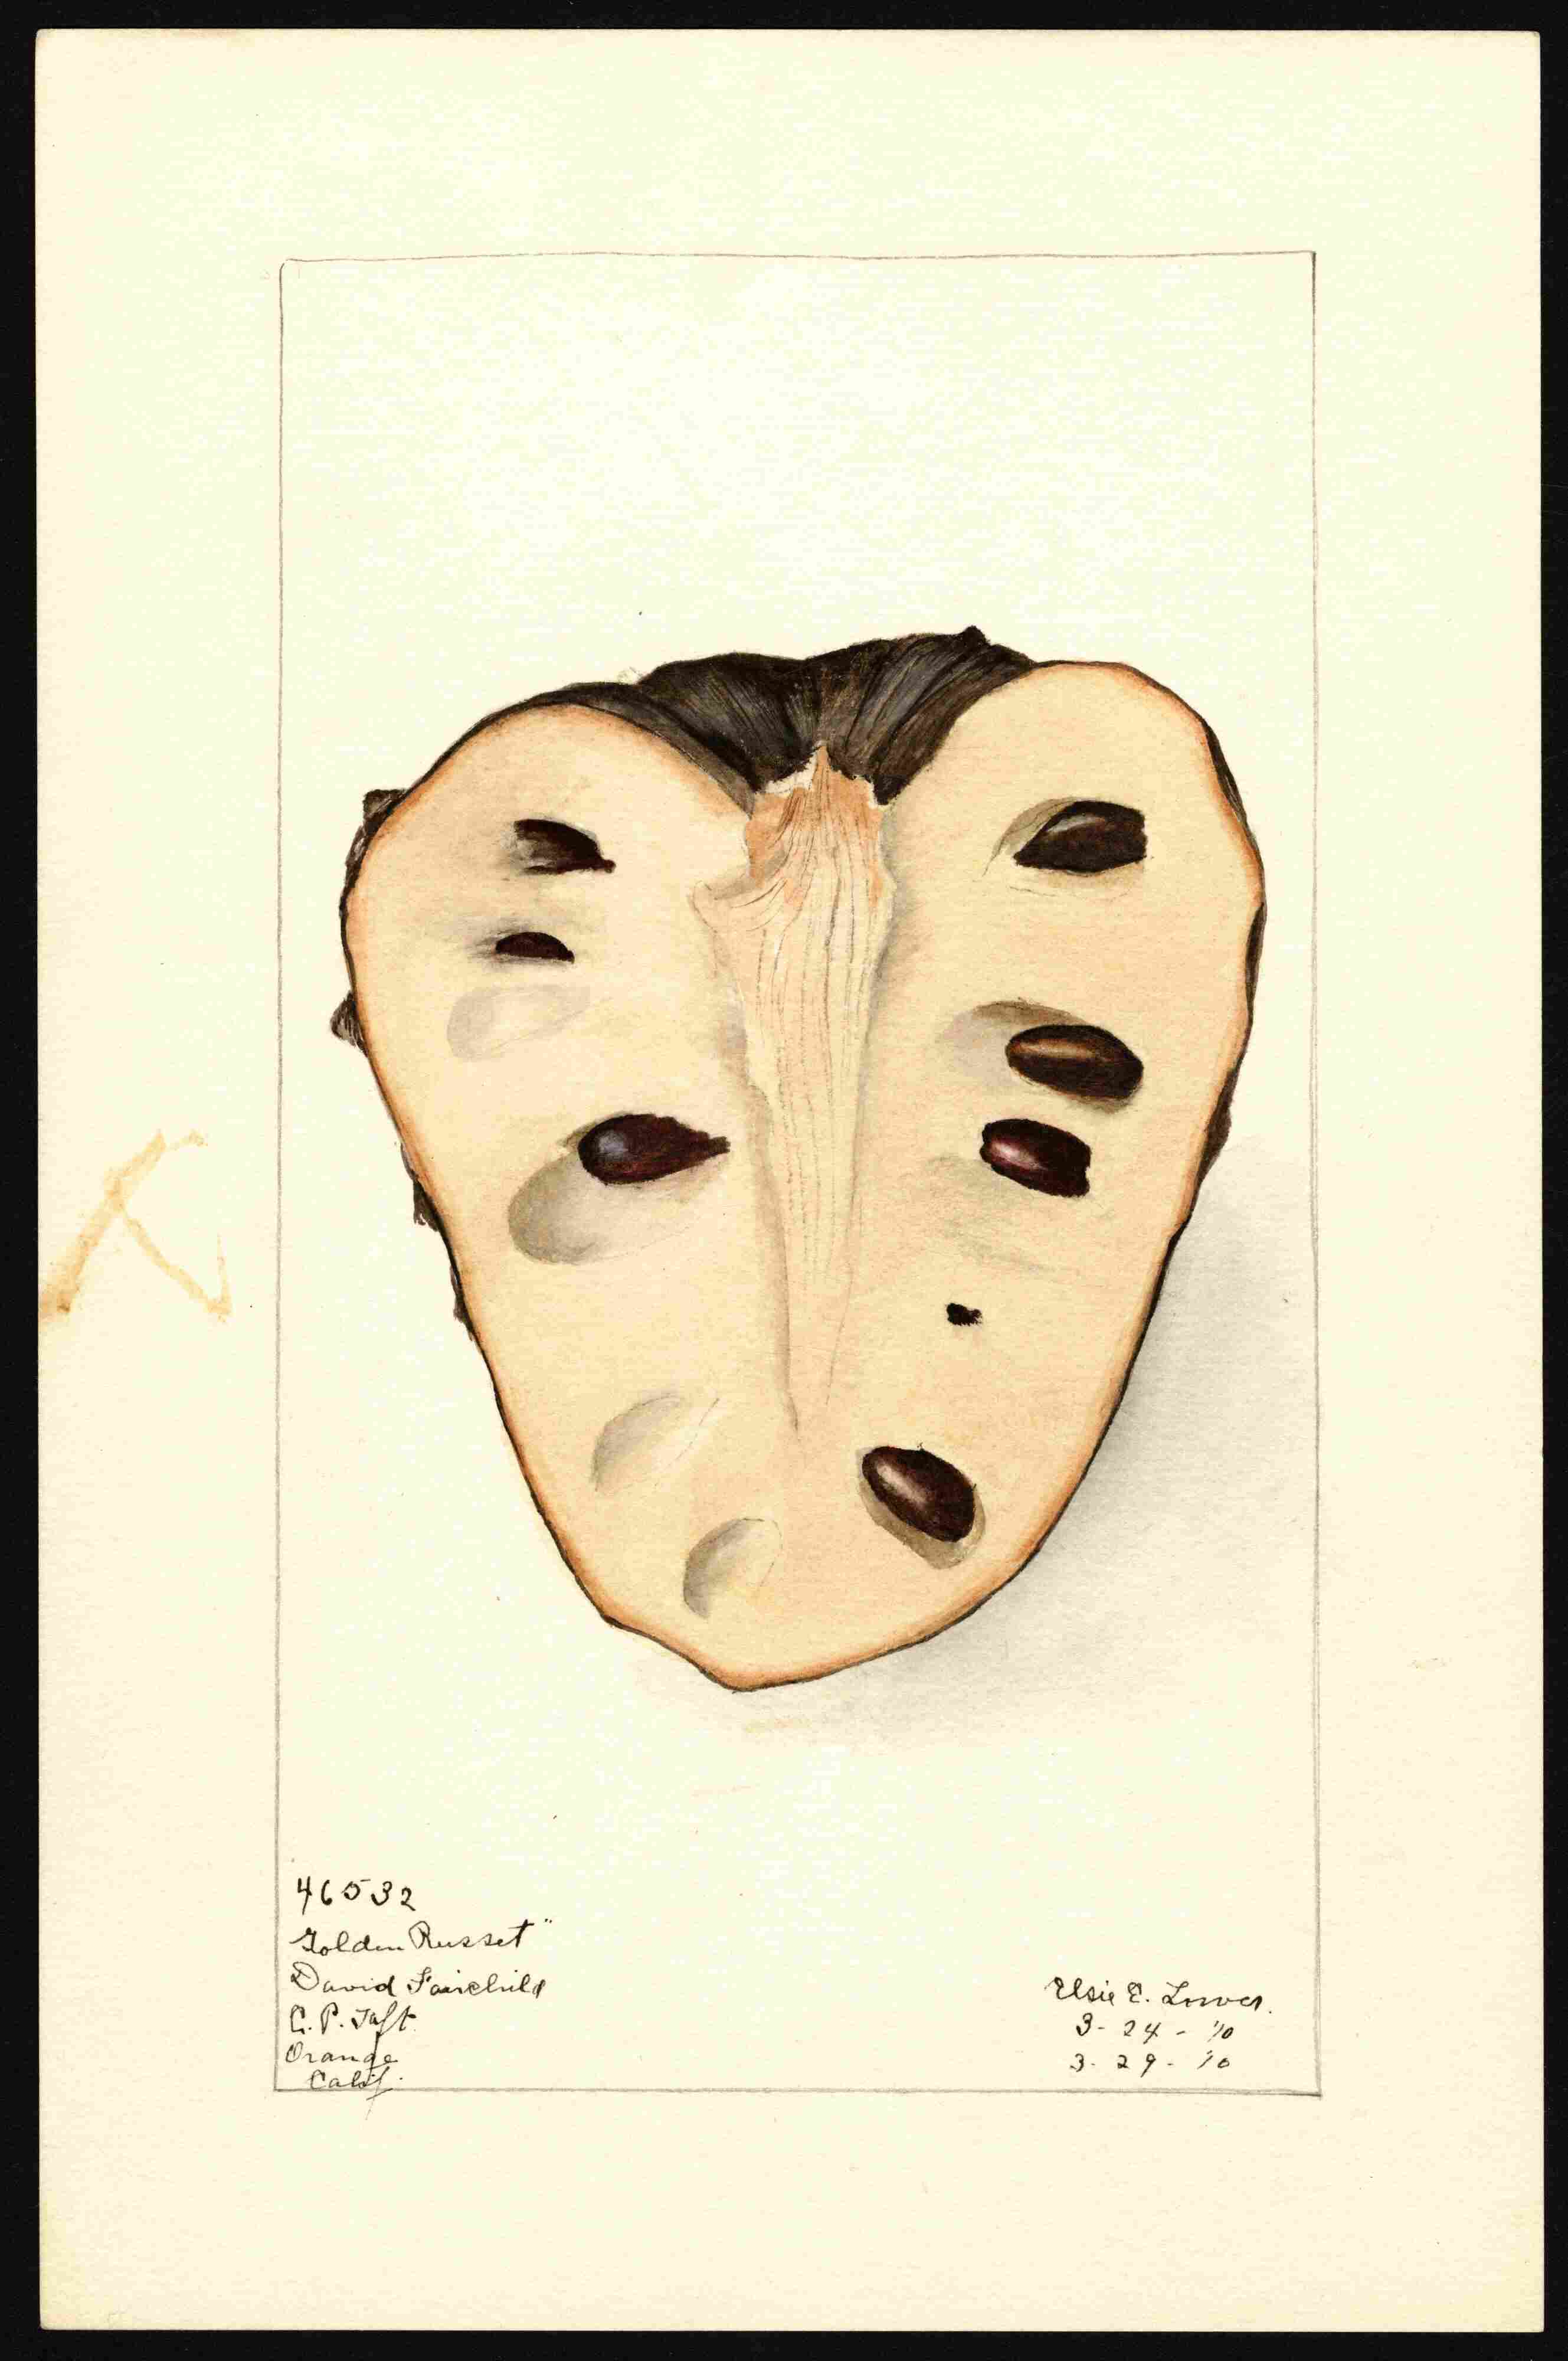 46532
Golden Russet"
David Fairchild
C. P. Taft
Orange
Calif.
Elsie E. Lower.
3 - 24 - '10
3 - 29 - '10